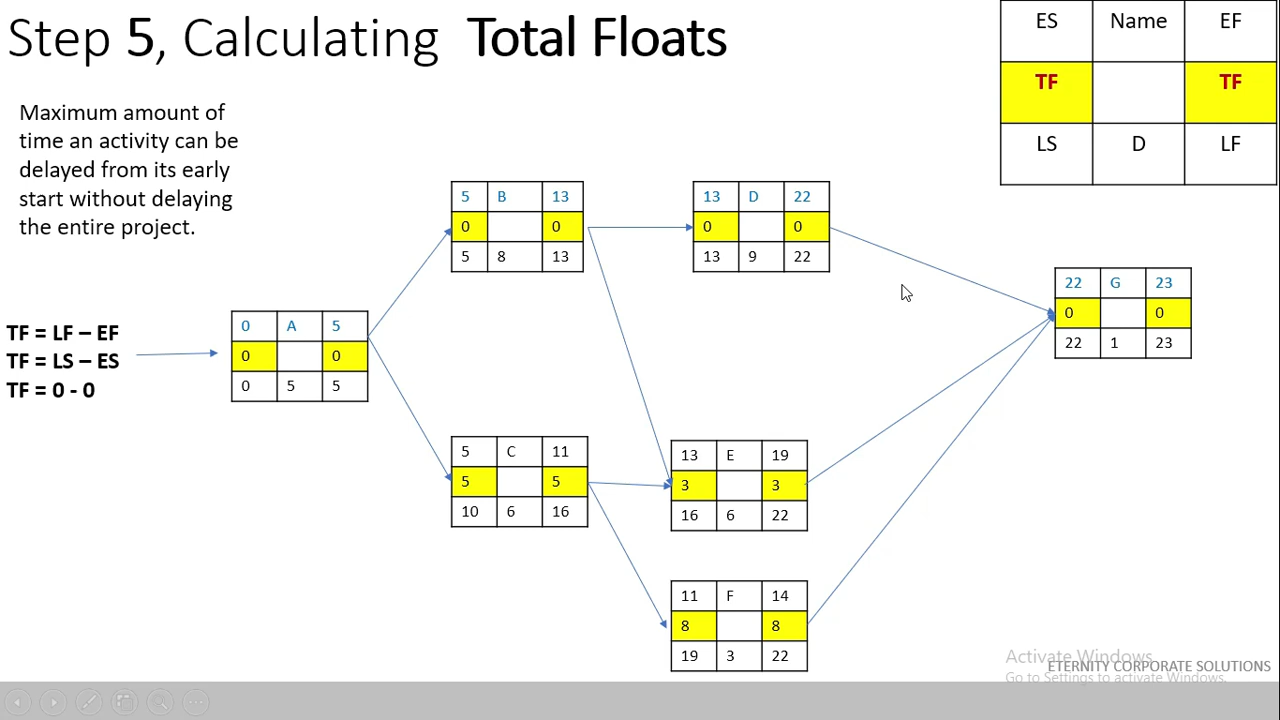 Step 5, Calculating Total Floats
ES Name EF
TF TF
LS D LF
Maximum amount of
time an activity can be
delayed from its early
start without delaying
the entire project.
5 B 13
0 0
5 8 13
13 D 22
0 0
13 9 22
22 G 23
0 0
22 1 23
TF = LF – EF
TF = LS – ES
TF = 0 - 0
0 A 5
0 0
0 5 5
5 C 11
5 5
10 6 16
13 E 19
3 3
16 6 22
11 F 14
8 8
19 3 22
Activate Windows
ETERNITY CORPORATE SOLUTIONS
Go to Settings to activate Windows.